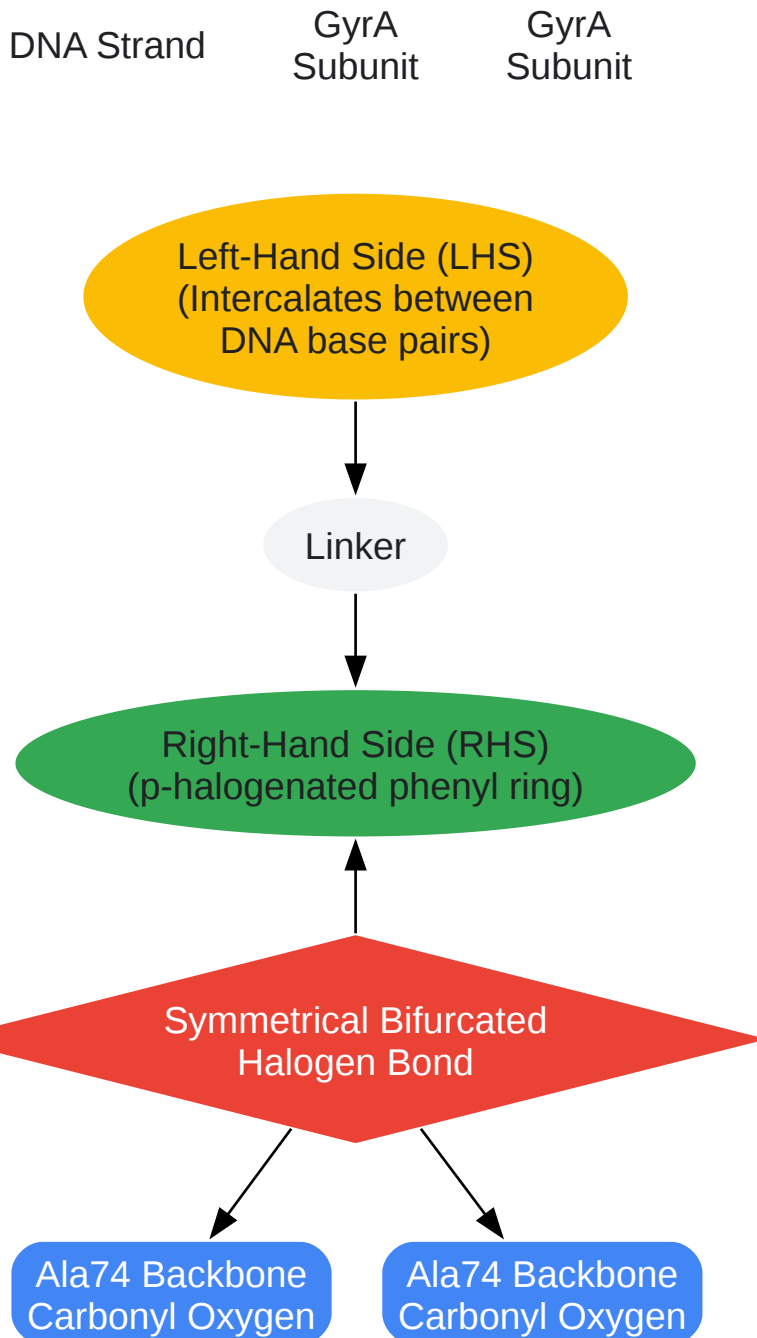 DNA Strand
GyrA
Subunit
GyrA
Subunit
Left-Hand Side (LHS)
(Intercalates between
DNA base pairs)
Linker
Right-Hand Side (RHS)
(p-halogenated phenyl ring)
Symmetrical Bifurcated
Halogen Bond
Ala74 Backbone
Carbonyl Oxygen
Ala74 Backbone
Carbonyl Oxygen